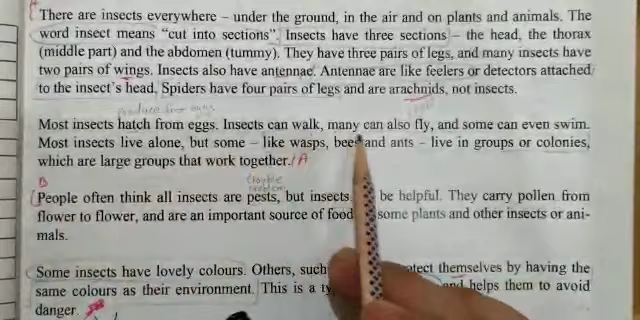 There are insects everywhere – under the ground, in the air and on plants and animals. The
word insect means “cut into sections”. Insects have three sections – the head, the thorax
(middle part) and the abdomen (tummy). They have three pairs of legs, and many insects have
two pairs of wings. Insects also have antennae. Antennae are like feelers or detectors attached
to the insect's head. Spiders have four pairs of legs and are arachnids, not insects.
Most insects hatch from eggs. Insects can walk, many can also fly, and some can even swim.
Most insects live alone, but some – like wasps, bees and ants – live in groups or colonies,
which are large groups that work together. A
B
People often think all insects are pests, but insects be helpful. They carry pollen from
flower to flower, and are an important source of food some plants and other insects or ani-
mals.
Some insects have lovely colours. Others, such themselves by having the
same colours as their environment. This is a and helps them to avoid
danger.